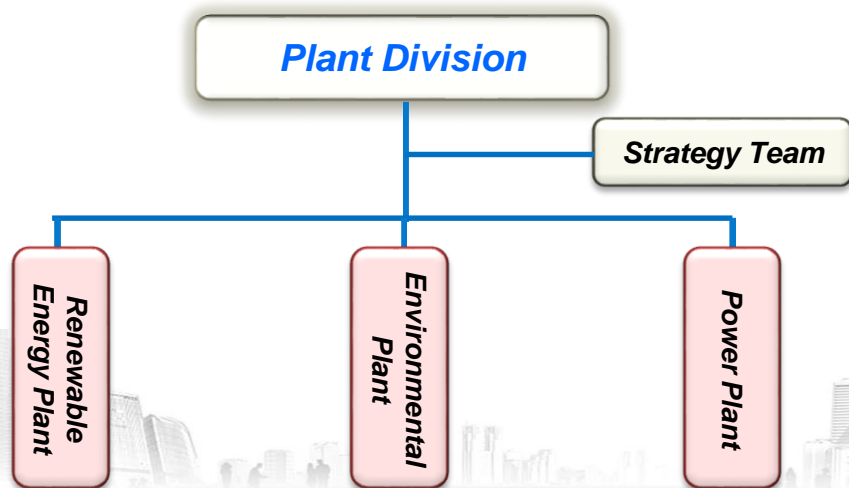 Plant Division
Strategy Team
Renewable
Energy Plant
Environmental
Plant
Power Plant